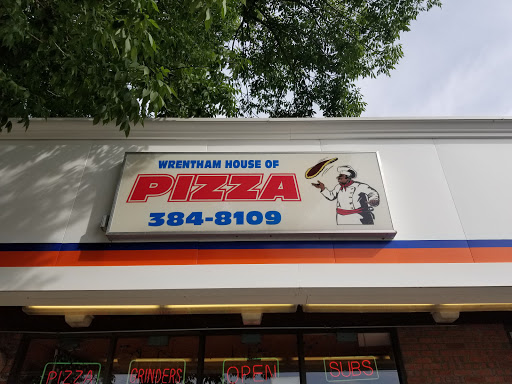 WRENTHAM HOUSE OF
PIZZA
384-8109
PIZZA GRINDERS OPEN SUBS